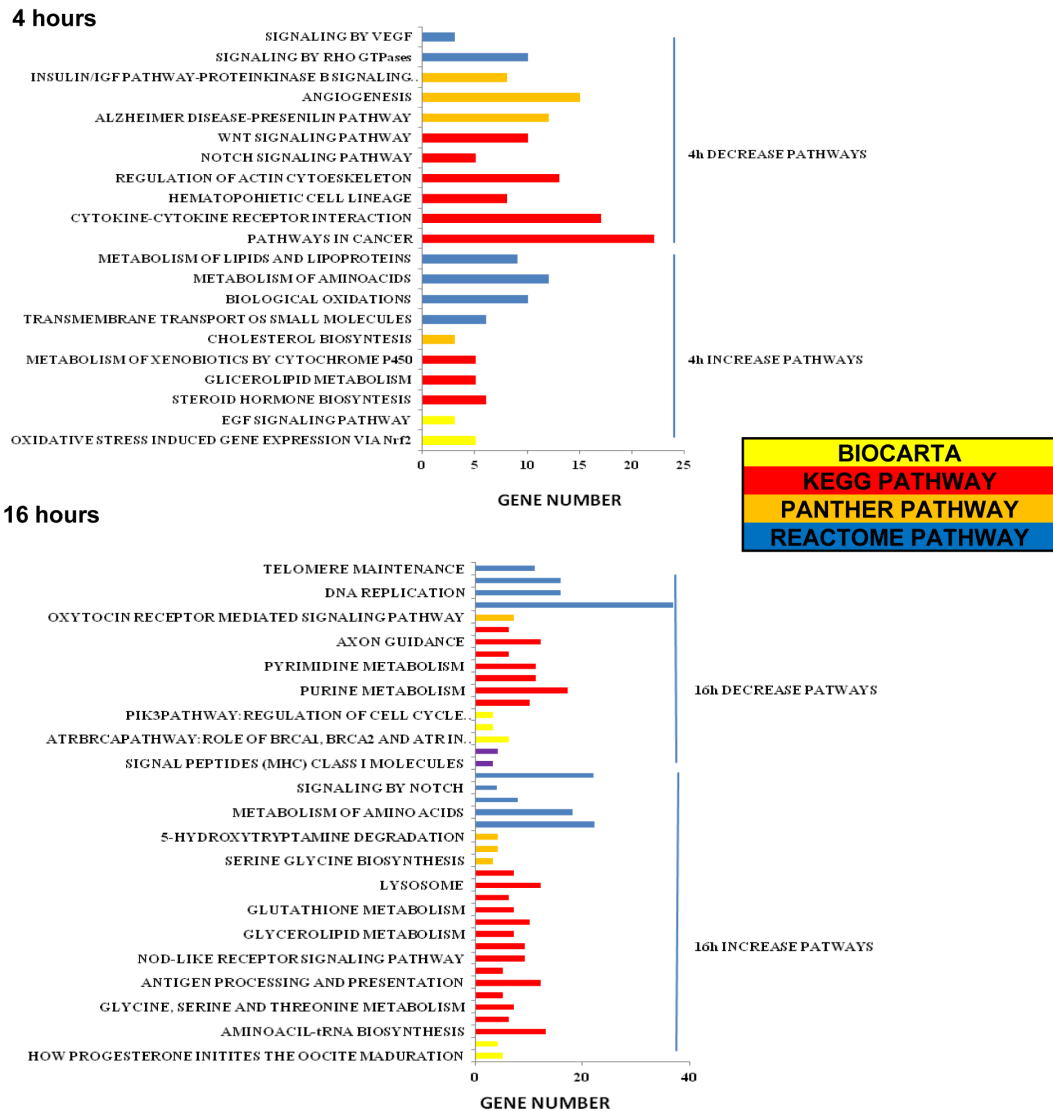 4 hours
SIGNALING BY VEGF
SIGNALING BY RHO GTPases
INSULIN/IGF PATHWAY-PROTEINKINASE B SIGNALING..
ANGIOGENESIS
ALZHEIMER DISEASE-PRESENILIN PATHWAY
WNT SIGNALING PATHWAY
NOTCH SIGNALING PATHWAY
REGULATION OF ACTIN CYTOESKELETON
HEMATOPOHIETIC CELL LINEAGE
CYTOKINE-CYTOKINE RECEPTOR INTERACTION
PATHWAYS IN CANCER
METABOLISM OF LIPIDS AND LIPOPROTEINS
METABOLISM OF AMINOACIDS
BIOLOGICAL OXIDATIONS
TRANSMEMBRANE TRANSPORT OS SMALL MOLECULES
CHOLESTEROL BIOSYNTESIS
METABOLISM OF XENOBIOTICS BY CYTOCHROME P450
GLICEROLIPID METABOLISM
STEROID HORMONE BIOSYNTESIS
EGF SIGNALING PATHWAY
OXIDATIVE STRESS INDUCED GENE EXPRESSION VIA Nrf2
4h DECREASE PATHWAYS
4h INCREASE PATHWAYS
0 5 10 15 20 25
GENE NUMBER
BIOCARTA
KEGG PATHWAY
PANTHER PATHWAY
REACTOME PATHWAY
16 hours
TELOMERE MAINTENANCE
DNA REPLICATION
OXYTOCIN RECEPTOR MEDIATED SIGNALING PATHWAY
AXON GUIDANCE
PYRIMIDINE METABOLISM
PURINE METABOLISM
PIK3PATHWAY: REGULATION OF CELL CYCLE..
ATRBRCAPATHWAY: ROLE OF BRCA1, BRCA2 AND ATR IN..
SIGNAL PEPTIDES (MHC) CLASS I MOLECULES
SIGNALING BY NOTCH
METABOLISM OF AMINO ACIDS
5-HYDROXYTRYPTAMINE DEGRADATION
SERINE GLYCINE BIOSYNTHESIS
LYSOSOME
GLUTATHIONE METABOLISM
GLYCEROLIPID METABOLISM
NOD-LIKE RECEPTOR SIGNALING PATHWAY
ANTIGEN PROCESSING AND PRESENTATION
GLYCINE, SERINE AND THREONINE METABOLISM
AMINOACIL-tRNA BIOSYNTHESIS
HOW PROGESTERONE INITITES THE OOCITE MADURATION
16h DECREASE PATWAYS
16h INCREASE PATWAYS
0 20 40
GENE NUMBER